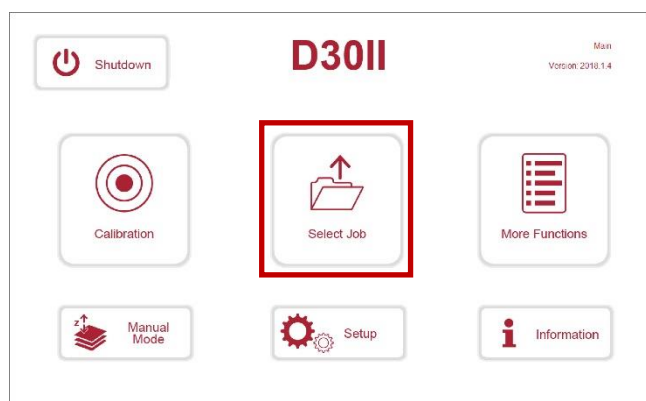 Shutdown
D30II
Main
Version: 2018.1.4
Calibration
Select Job
More Functions
z
Manual
Mode
Setup
Information